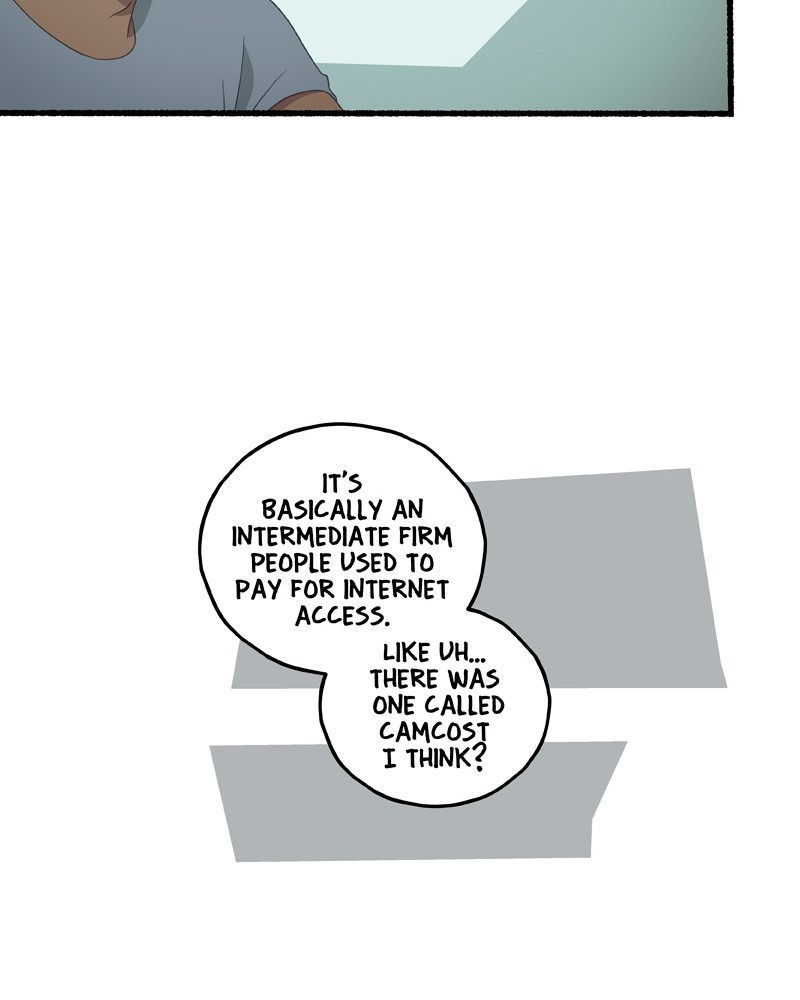 IT'S
BASICALLY AN
INTERMEDIATE FIRM
PEOPLE USED TO
PAY FOR INTERNET
ACCESS.
LIKE UH...
THERE WAS
ONE CALLED
CAMCOST
I THINK?